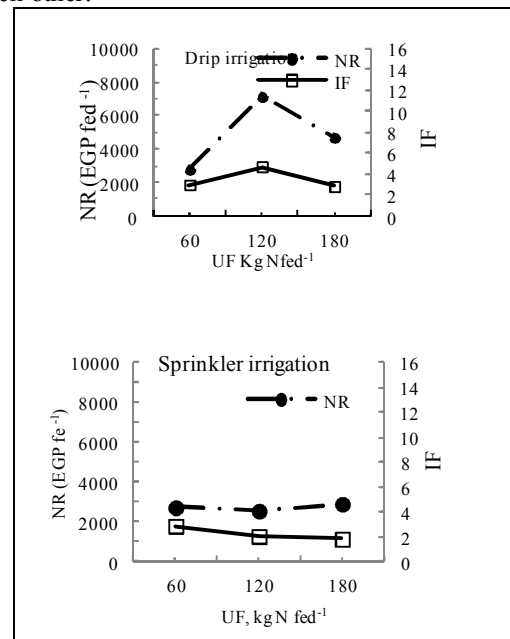 Drip irrigation
NR
IF
10000
8000
6000
4000
2000
0
NR (EGP fed⁻¹)
16
14
12
10
8
6
4
2
0
IF
60 120 180
UF Kg Nfed⁻¹
Sprinkler irrigation
NR
10000
8000
6000
4000
2000
0
NR (EGP fe⁻¹)
16
14
12
10
8
6
4
2
0
IF
60 120 180
UF, kg N fed⁻¹